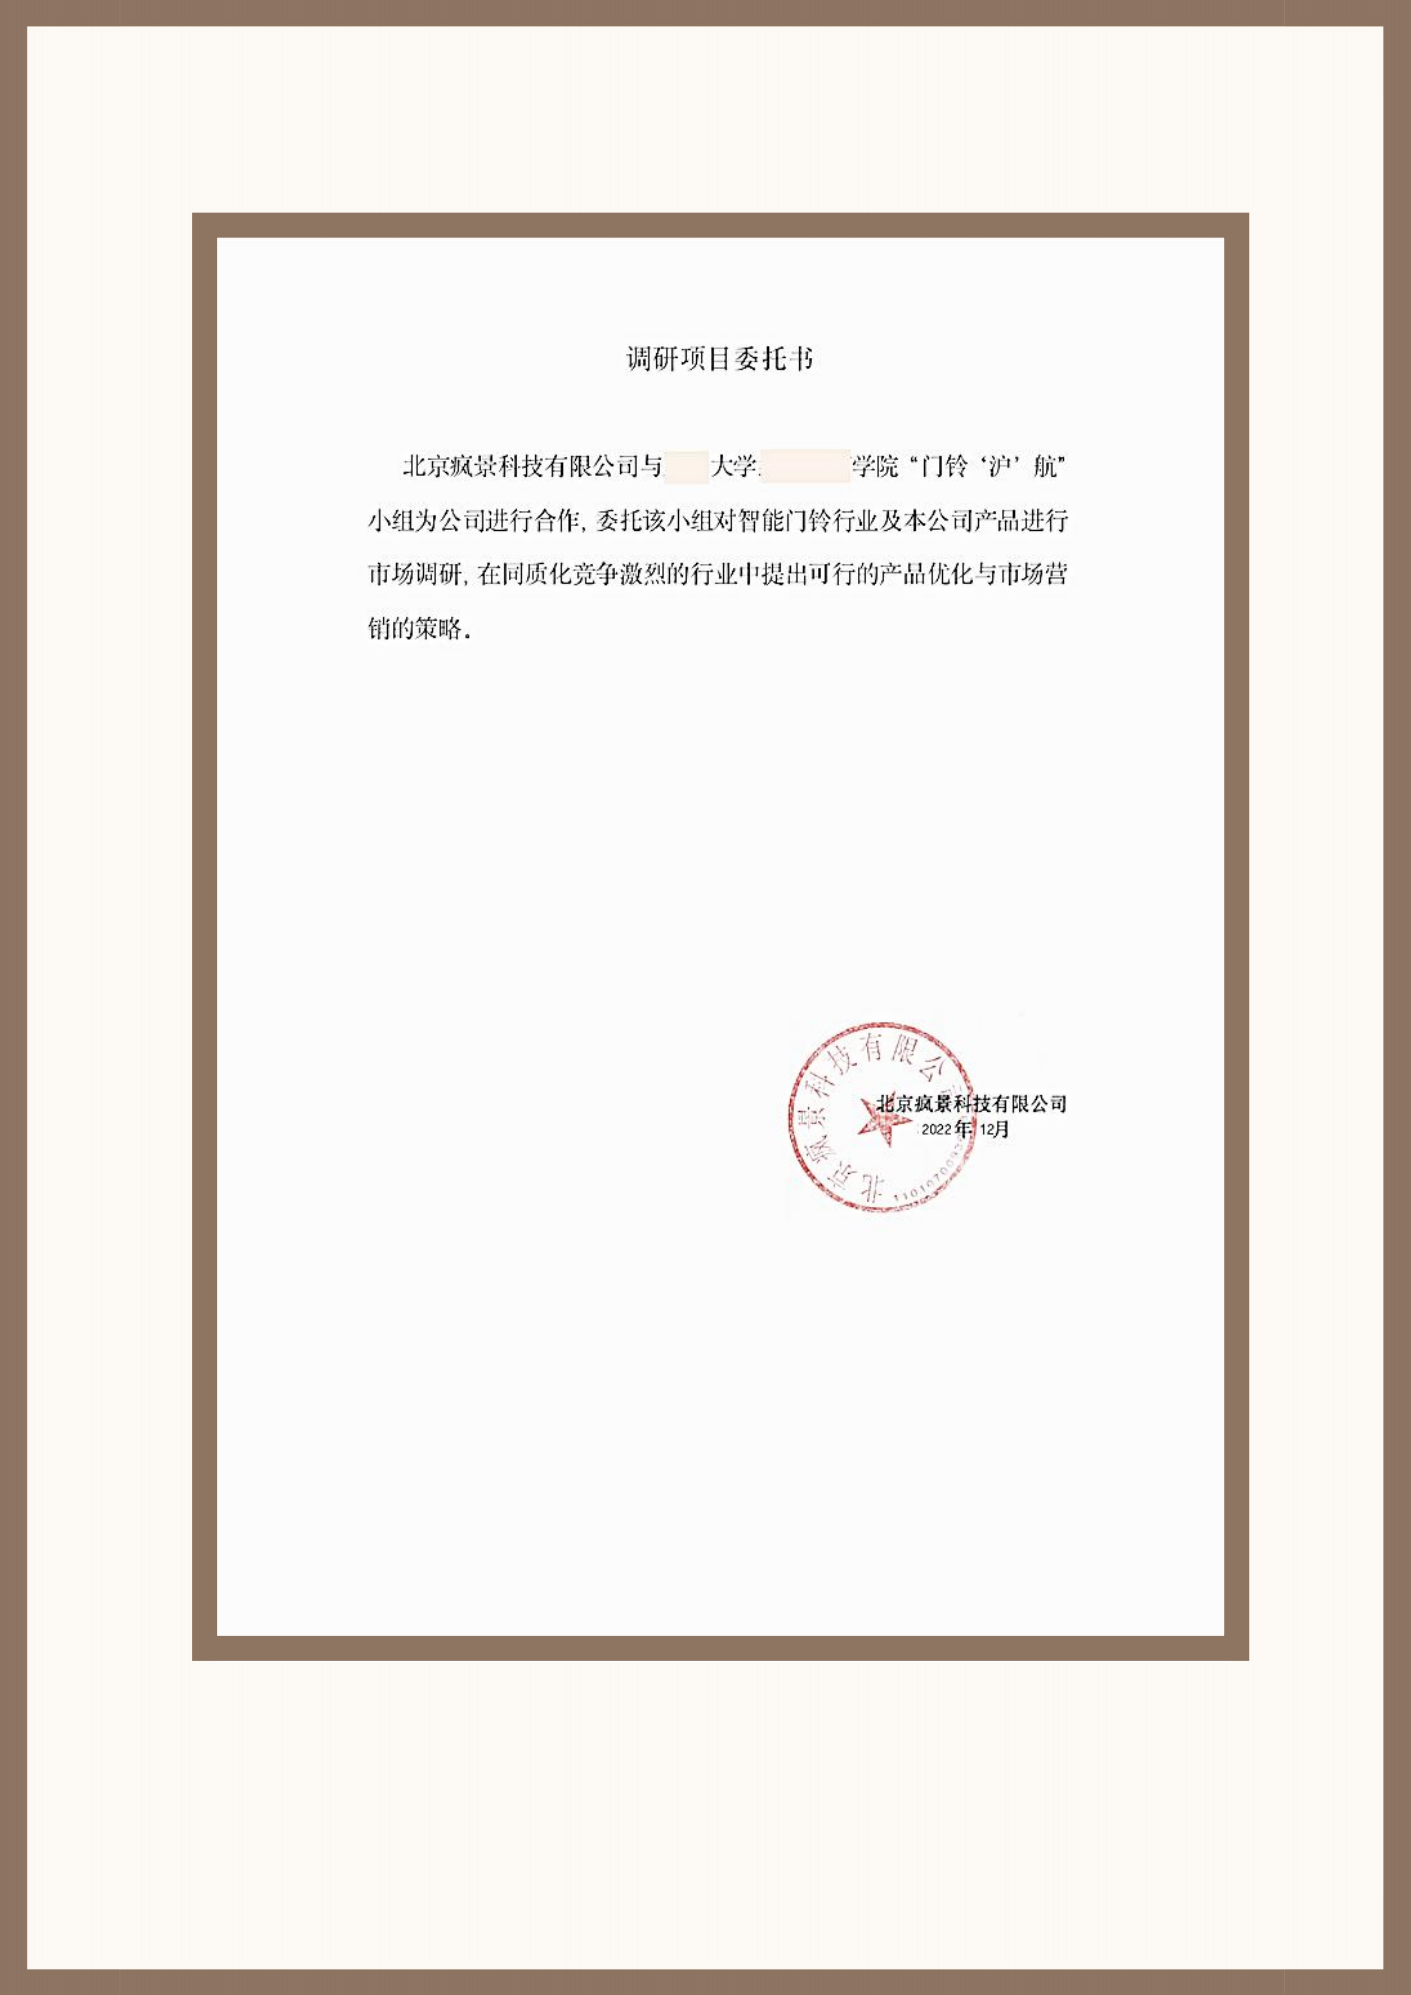 调研项目委托书
北京疯景科技有限公司与 大学 学院“门铃‘沪’航”
小组为公司进行合作, 委托该小组对智能门铃行业及本公司产品进行
市场调研, 在同质化竞争激烈的行业中提出可行的产品优化与市场营
销的策略。
北京疯景科技有限公司
北京疯景科技有限公司
2022年 12月